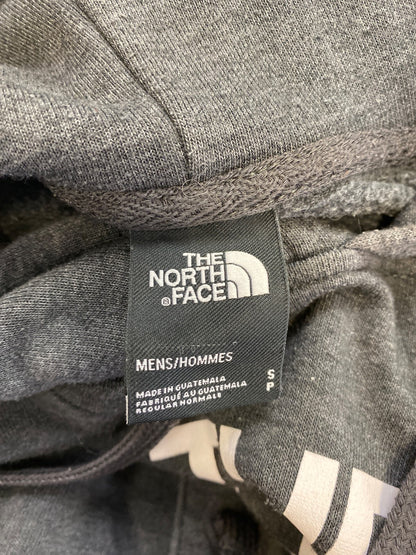 THE
NORTH
FACE
MENS/HOMMES
MADE IN GUATEMALA
FABRIQUÉ AU GUATEMALA
REGULAR NORMALE
S
P